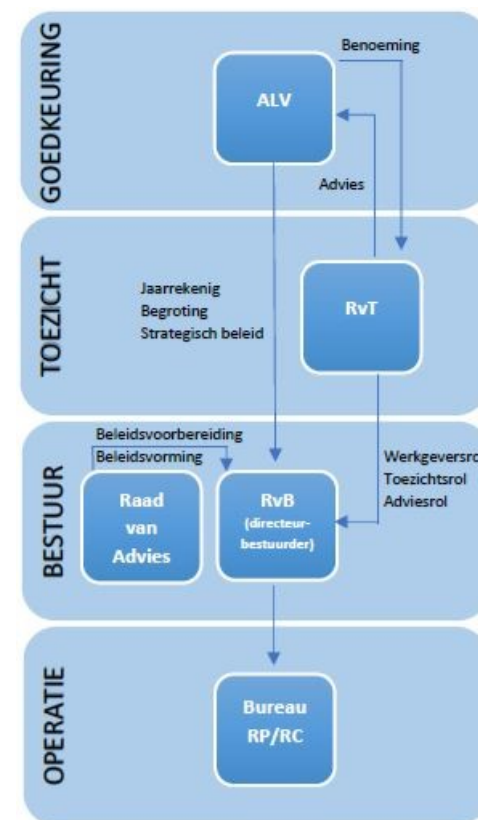 GOEDKEURING
Benoeming
ALV
Advies
TOEZICHT
Jaarrekenig
Begroting
Strategisch beleid
RvT
BESTUUR
Beleidsvoorbereiding
Beleidsvorming
Werkgeversro
Toezichtsrol
Adviesrol
Raad
van
Advies
RvB
(directeur-
bestuurder)
OPERATIE
Bureau
RP/RC